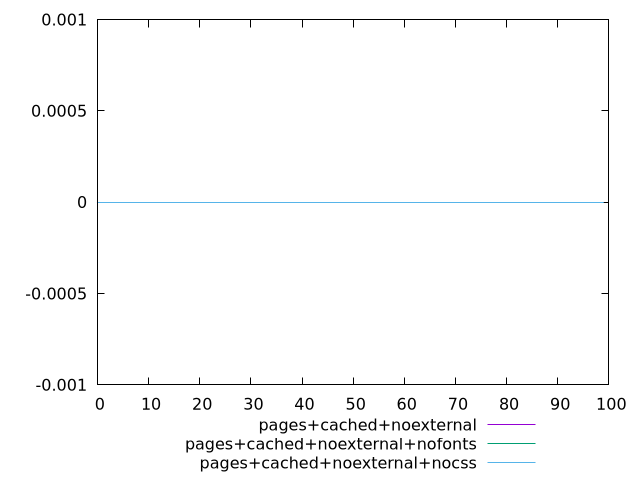 0.001
0.0005
0
-0.0005
-0.001
0 10 20 30 40 50 60 70 80 90 100
pages+cached+noexternal
pages+cached+noexternal+nofonts
pages+cached+noexternal+nocss